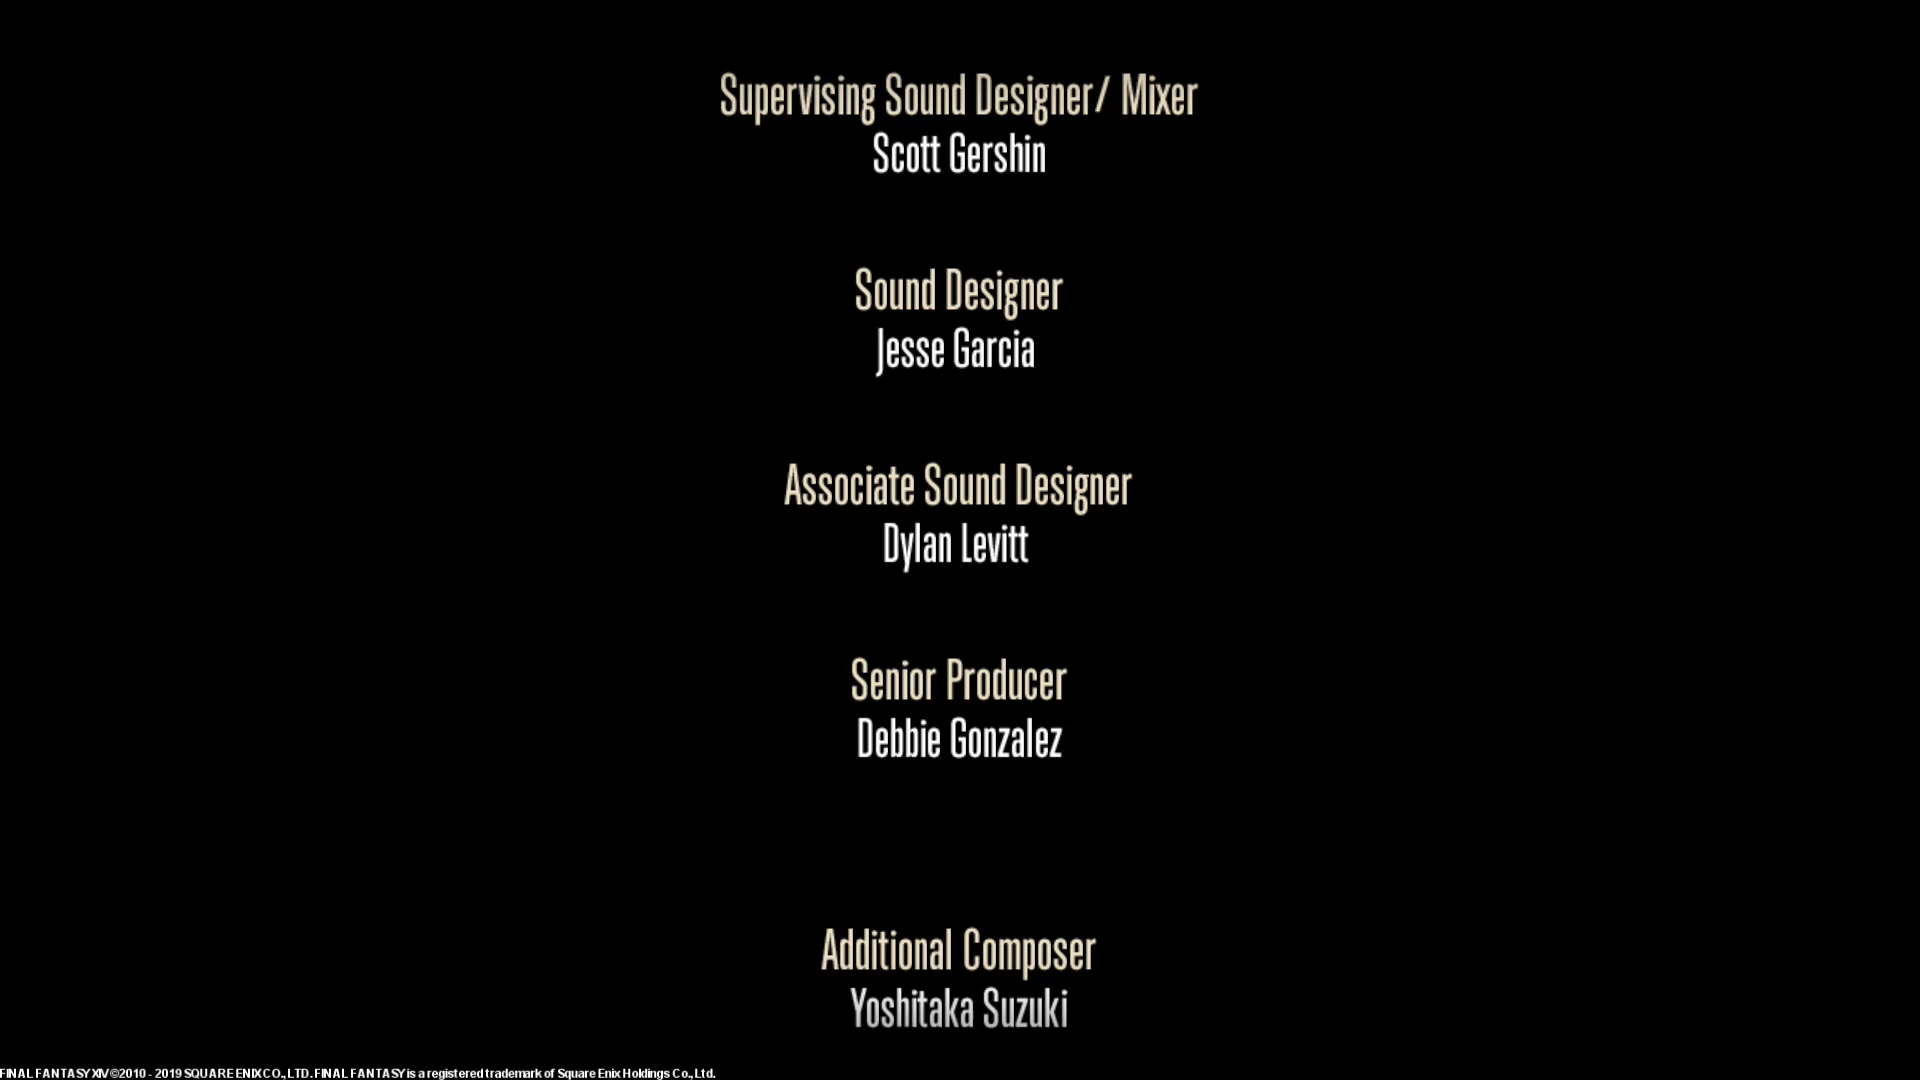 Supervising Sound Designer/ Mixer
Scott Gershin
Sound Designer
Jesse Garcia
Associate Sound Designer
Dylan Levitt
Senior Producer
Debbie Gonzalez
Additional Composer
Yoshitaka Suzuki
FINAL FANTASY XIV ©2010 - 2019 SQUARE ENIX CO., LTD. FINAL FANTASY is a registered trademark of Square Enix Holdings Co., Ltd.